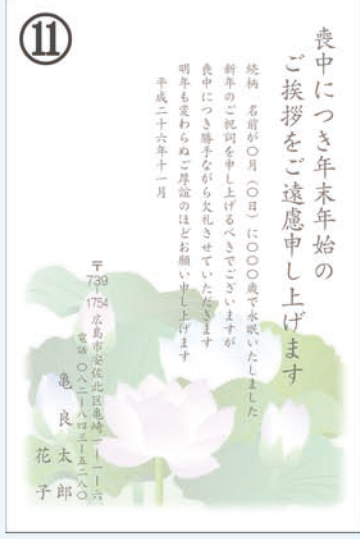 ⑪
喪中につき年末年始の
ご挨拶をご遠慮申し上げます
続柄 名前が〇月(〇日)に〇〇〇歳で永眠いたしました
新年のご祝詞を申し上げるべきでございますが
喪中につき勝手ながら欠礼させていただきます
明年も変わらぬご厚誼のほどお願い申し上げます
平成二十六年十一月
〒739-1754 広島市安佐北区亀崎一ー一ー六
電話 〇八二ー八四三ー五二八〇
亀良 太郎
花子